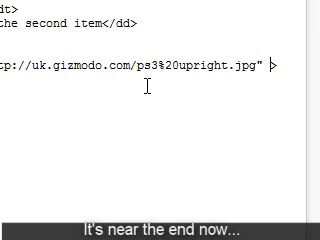 dt>
the second item</dd>
tp://uk.gizmodo.com/ps3%20upright.jpg" >
It's near the end now...